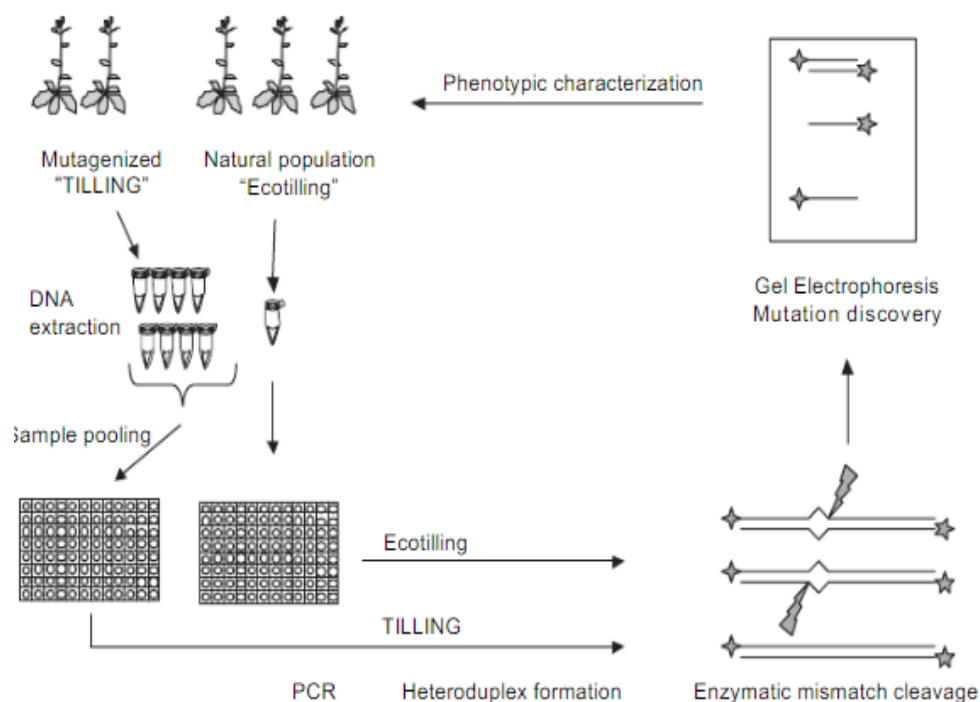 Phenotypic characterization
Mutagenized
"TILLING"
Natural population
“Ecotilling"
DNA
extraction
Gel Electrophoresis
Mutation discovery
Sample pooling
Ecotilling
TILLING
PCR
Heteroduplex formation
Enzymatic mismatch cleavage